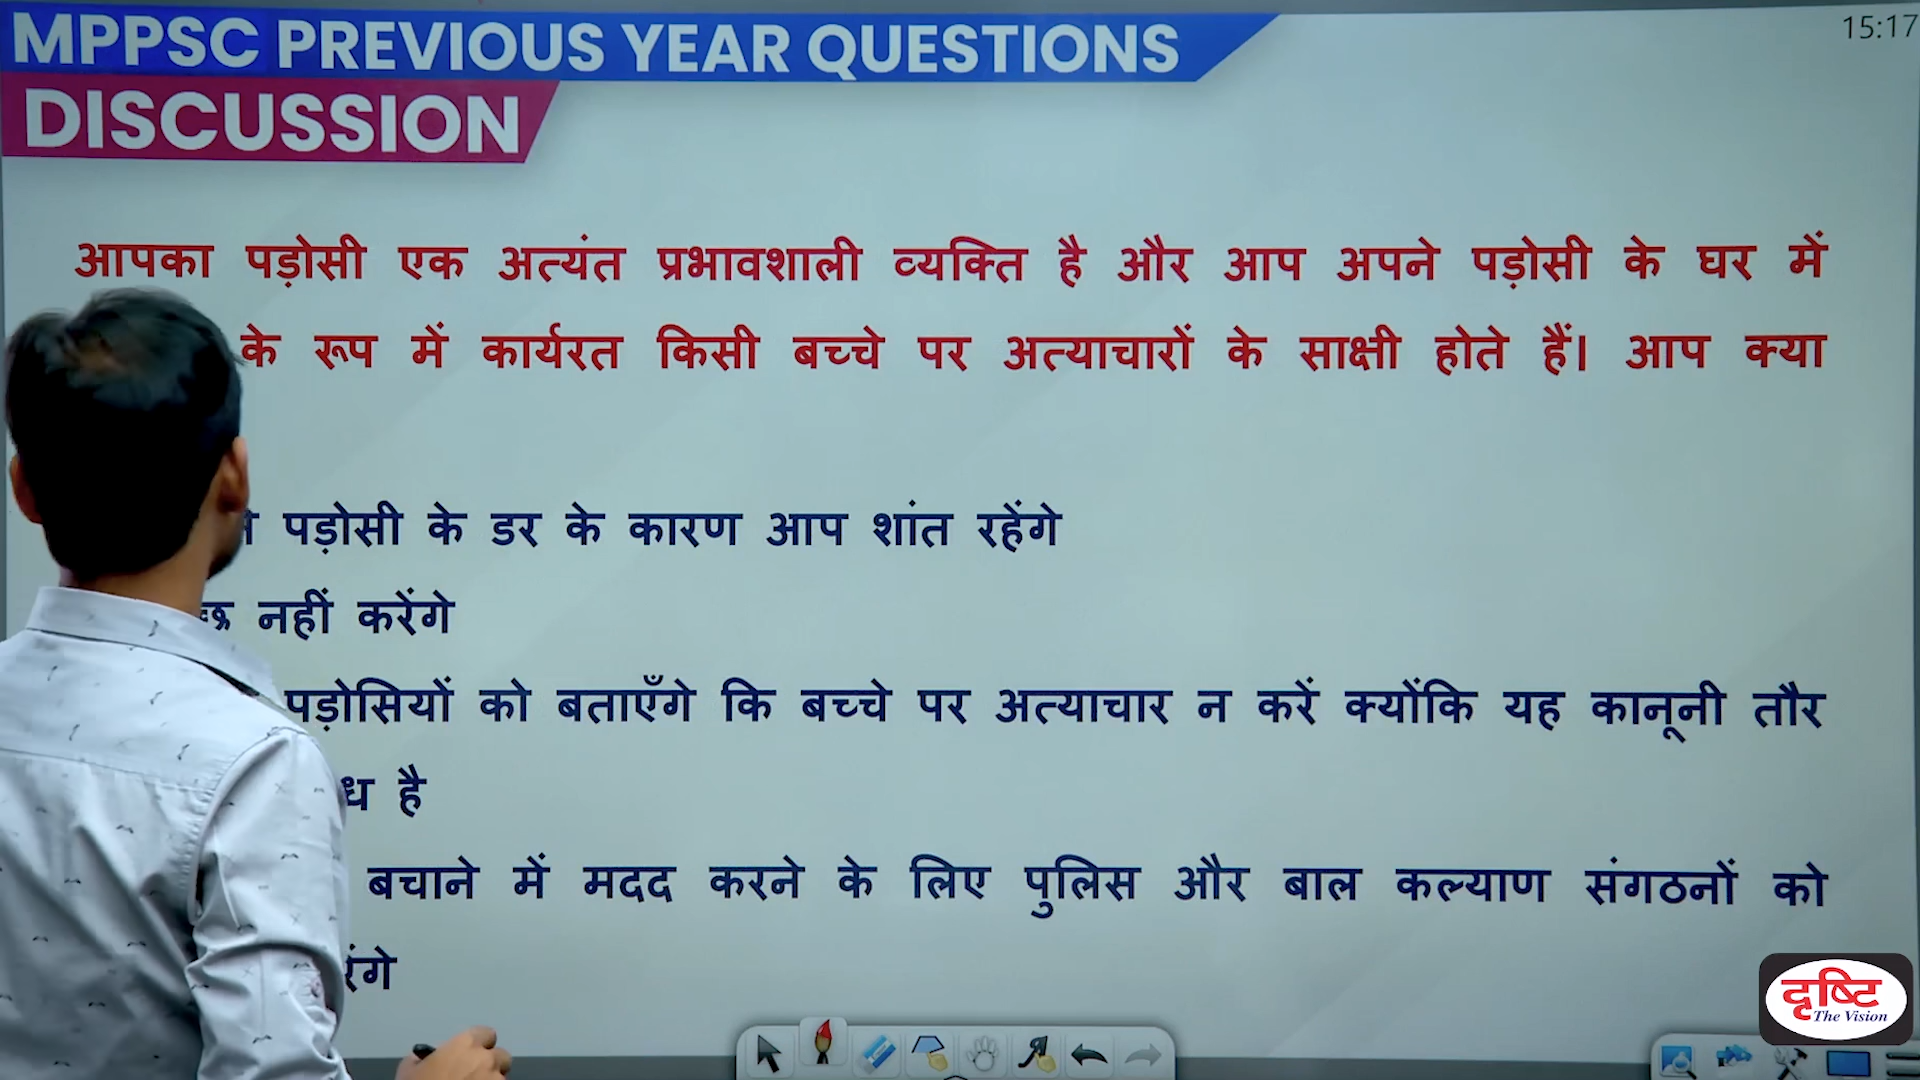 MPPSC PREVIOUS YEAR QUESTIONS
DISCUSSION
15:17
आपका पड़ोसी एक अत्यंत प्रभावशाली व्यक्ति है और आप अपने पड़ोसी के घर में
के रूप में कार्यरत किसी बच्चे पर अत्याचारों के साक्षी होते हैं। आप क्या
पड़ोसी के डर के कारण आप शांत रहेंगे
नहीं करेंगे
पड़ोसियों को बताएँगे कि बच्चे पर अत्याचार न करें क्योंकि यह कानूनी तौर
है
बचाने में मदद करने के लिए पुलिस और बाल कल्याण संगठनों को
दृष्टि
The Vision